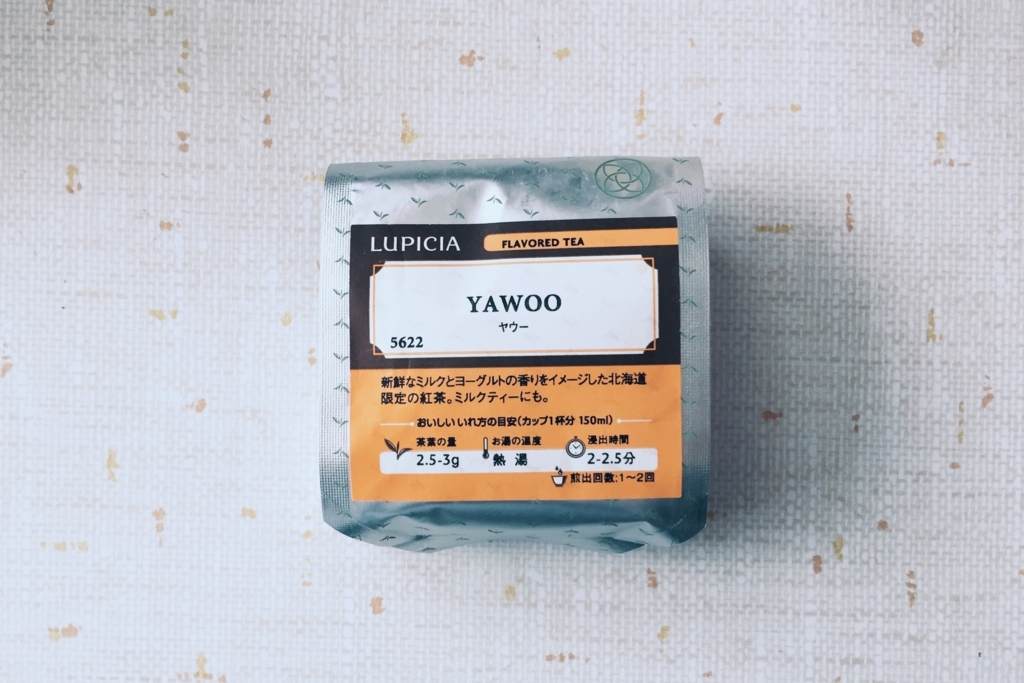 LUPICIA
FLAVORED TEA
YAWOO
ヤウー
5622
新鮮なミルクとヨーグルトの香りをイメージした北海道
限定の紅茶。ミルクティーにも。
おいしいいれ方の目安(カップ1杯分 150ml)
茶葉の量 お湯の温度 浸出時間
2.5-3g 熱湯 2-2.5分
煎出回数:1〜2回